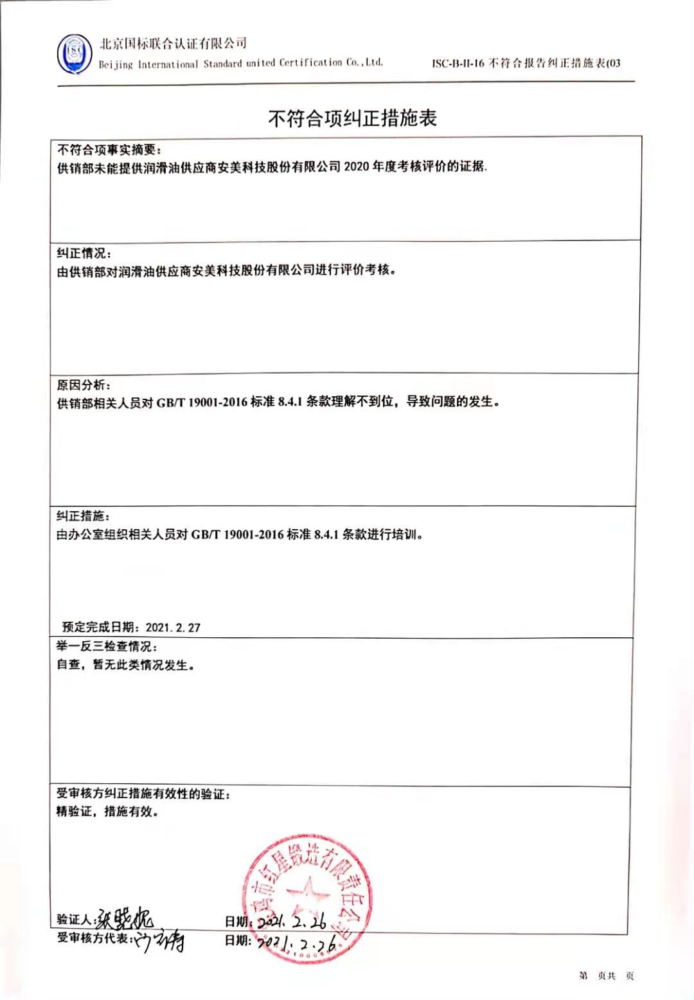 北京国标联合认证有限公司
Beijing International Standard united Certification Co.,Ltd.
ISC-B-II-16 不符合报告纠正措施表(03
ISC
不符合项纠正措施表
不符合项事实摘要：
供销部未能提供润滑油供应商安美科技股份有限公司 2020 年度考核评价的证据.
纠正情况：
由供销部对润滑油供应商安美科技股份有限公司进行评价考核。
原因分析：
供销部相关人员对 GB/T 19001-2016 标准 8.4.1 条款理解不到位，导致问题的发生。
纠正措施：
由办公室组织相关人员对 GB/T 19001-2016 标准 8.4.1 条款进行培训。
预定完成日期：2021.2.27
举一反三检查情况：
自查，暂无此类情况发生。
受审核方纠正措施有效性的验证：
精验证，措施有效。
市红星锻造有限责任公司
验证人： 日期：2021.2.26
受审核方代表： 日期：2021.2.26
第 页共 页